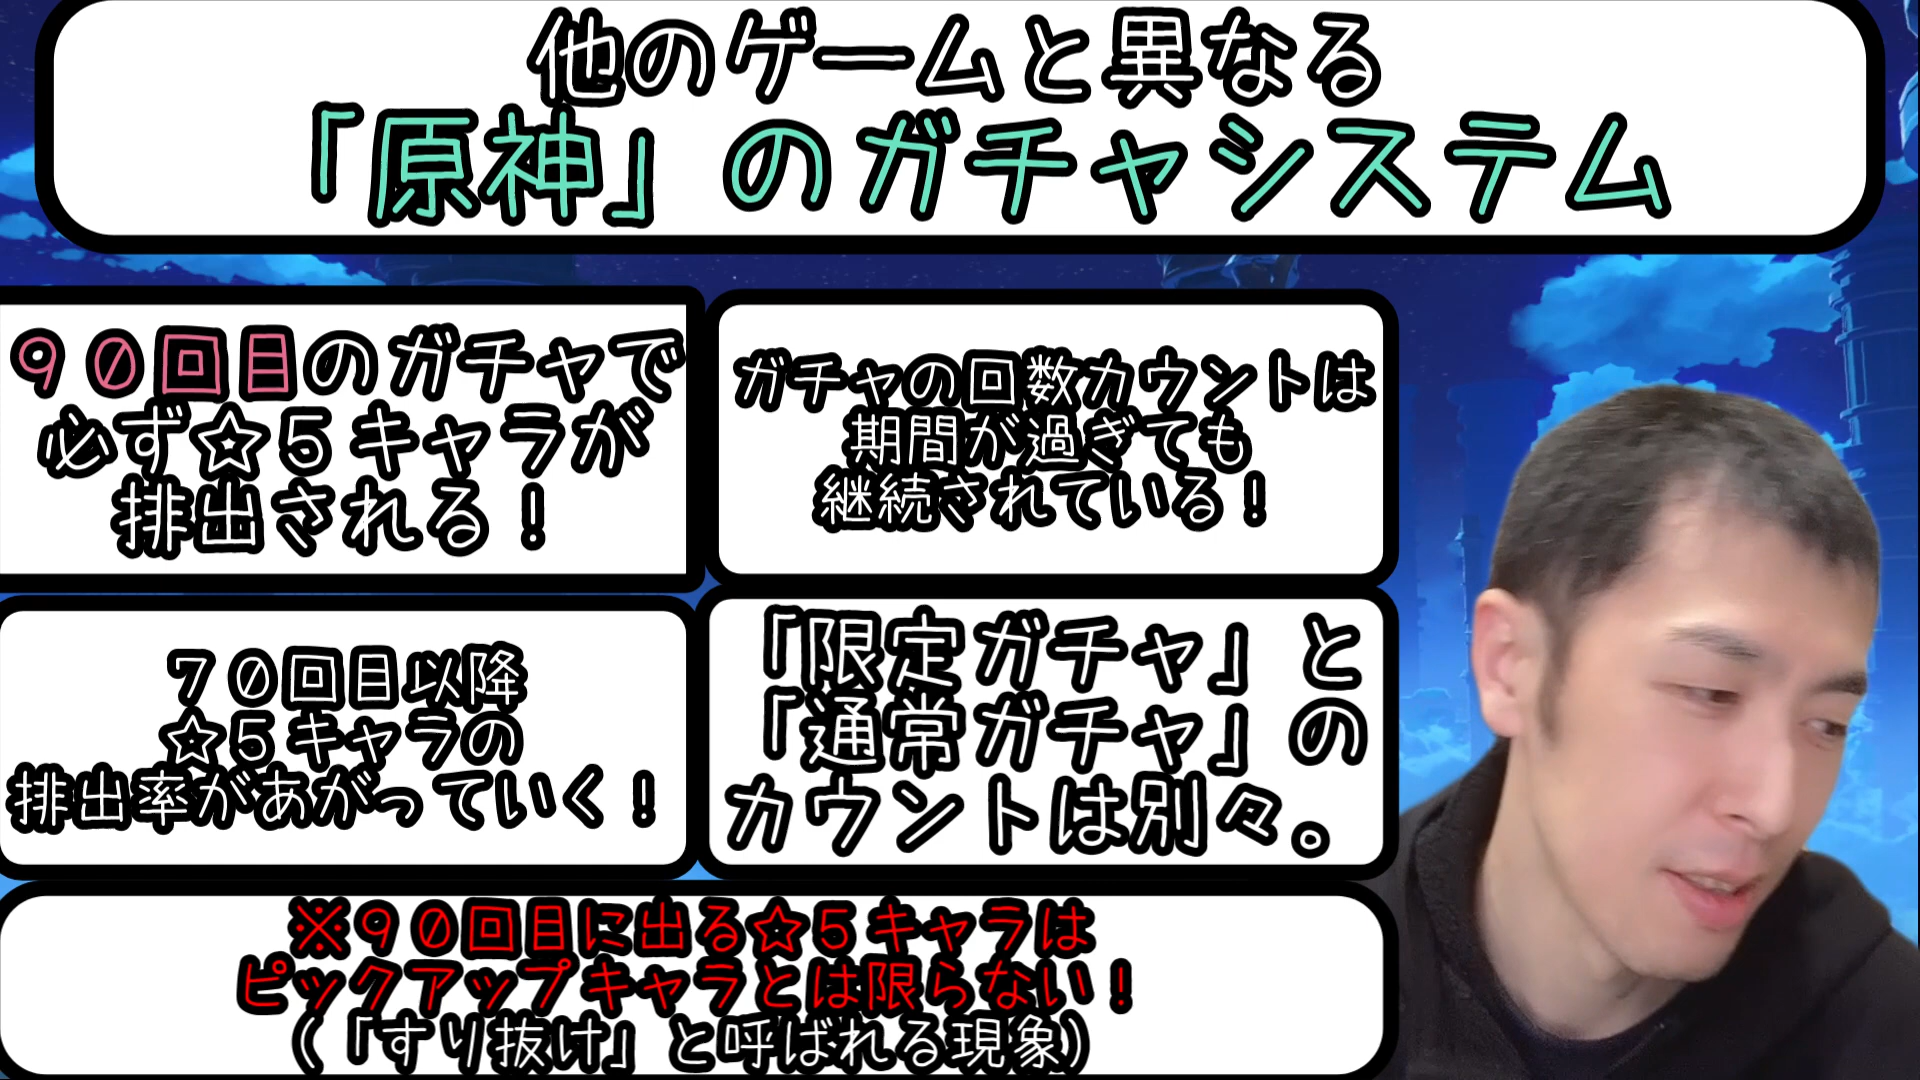 他のゲームと異なる
「原神」のガチャシステム
９０回目のガチャで
必ず☆５キャラが
排出される！
ガチャの回数カウントは
期間が過ぎても
継続されている！
７０回目以降
☆５キャラの
排出率があがっていく！
「限定ガチャ」と
「通常ガチャ」の
カウントは別々。
※９０回目に出る☆５キャラは
ピックアップキャラとは限らない！
（「すり抜け」と呼ばれる現象）